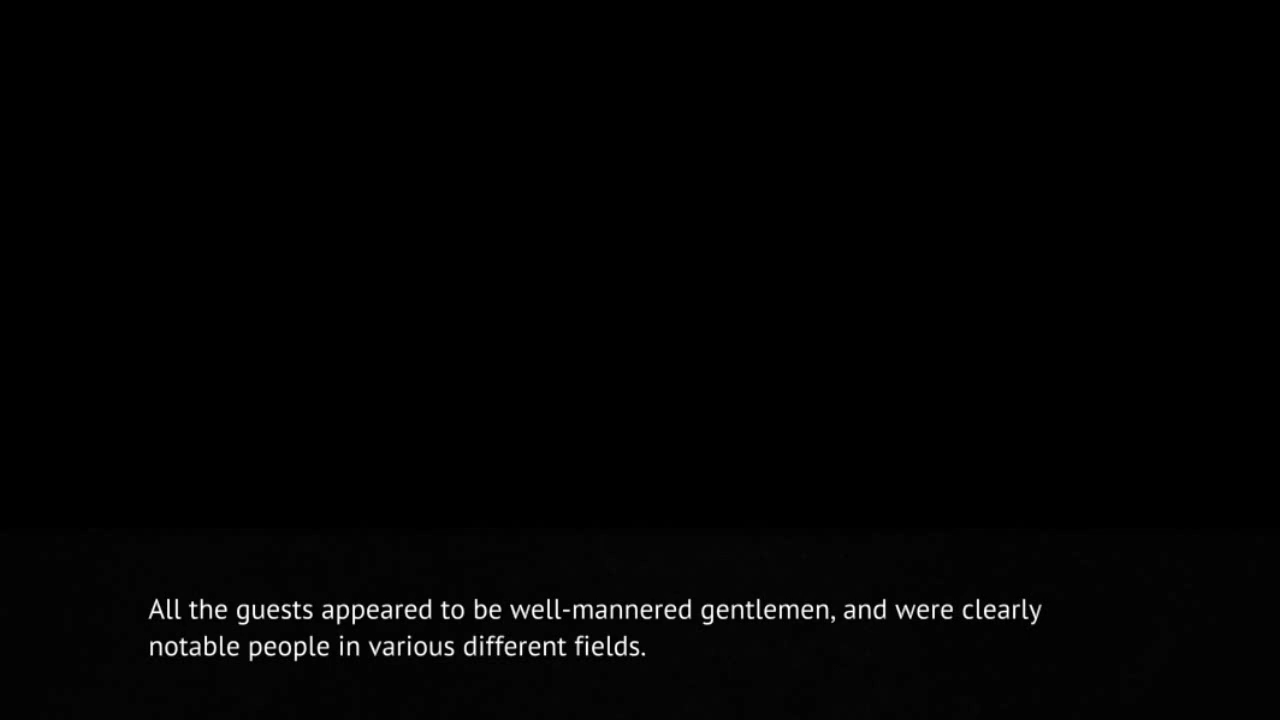 All the guests appeared to be well-mannered gentlemen, and were clearly
notable people in various different fields.